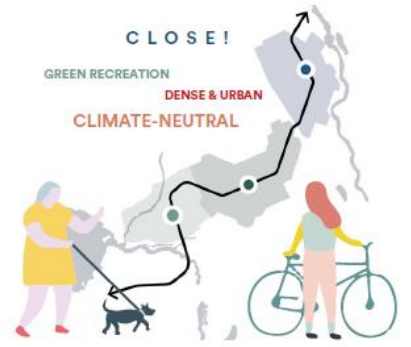 CLOSE!
GREEN RECREATION
DENSE & URBAN
CLIMATE-NEUTRAL